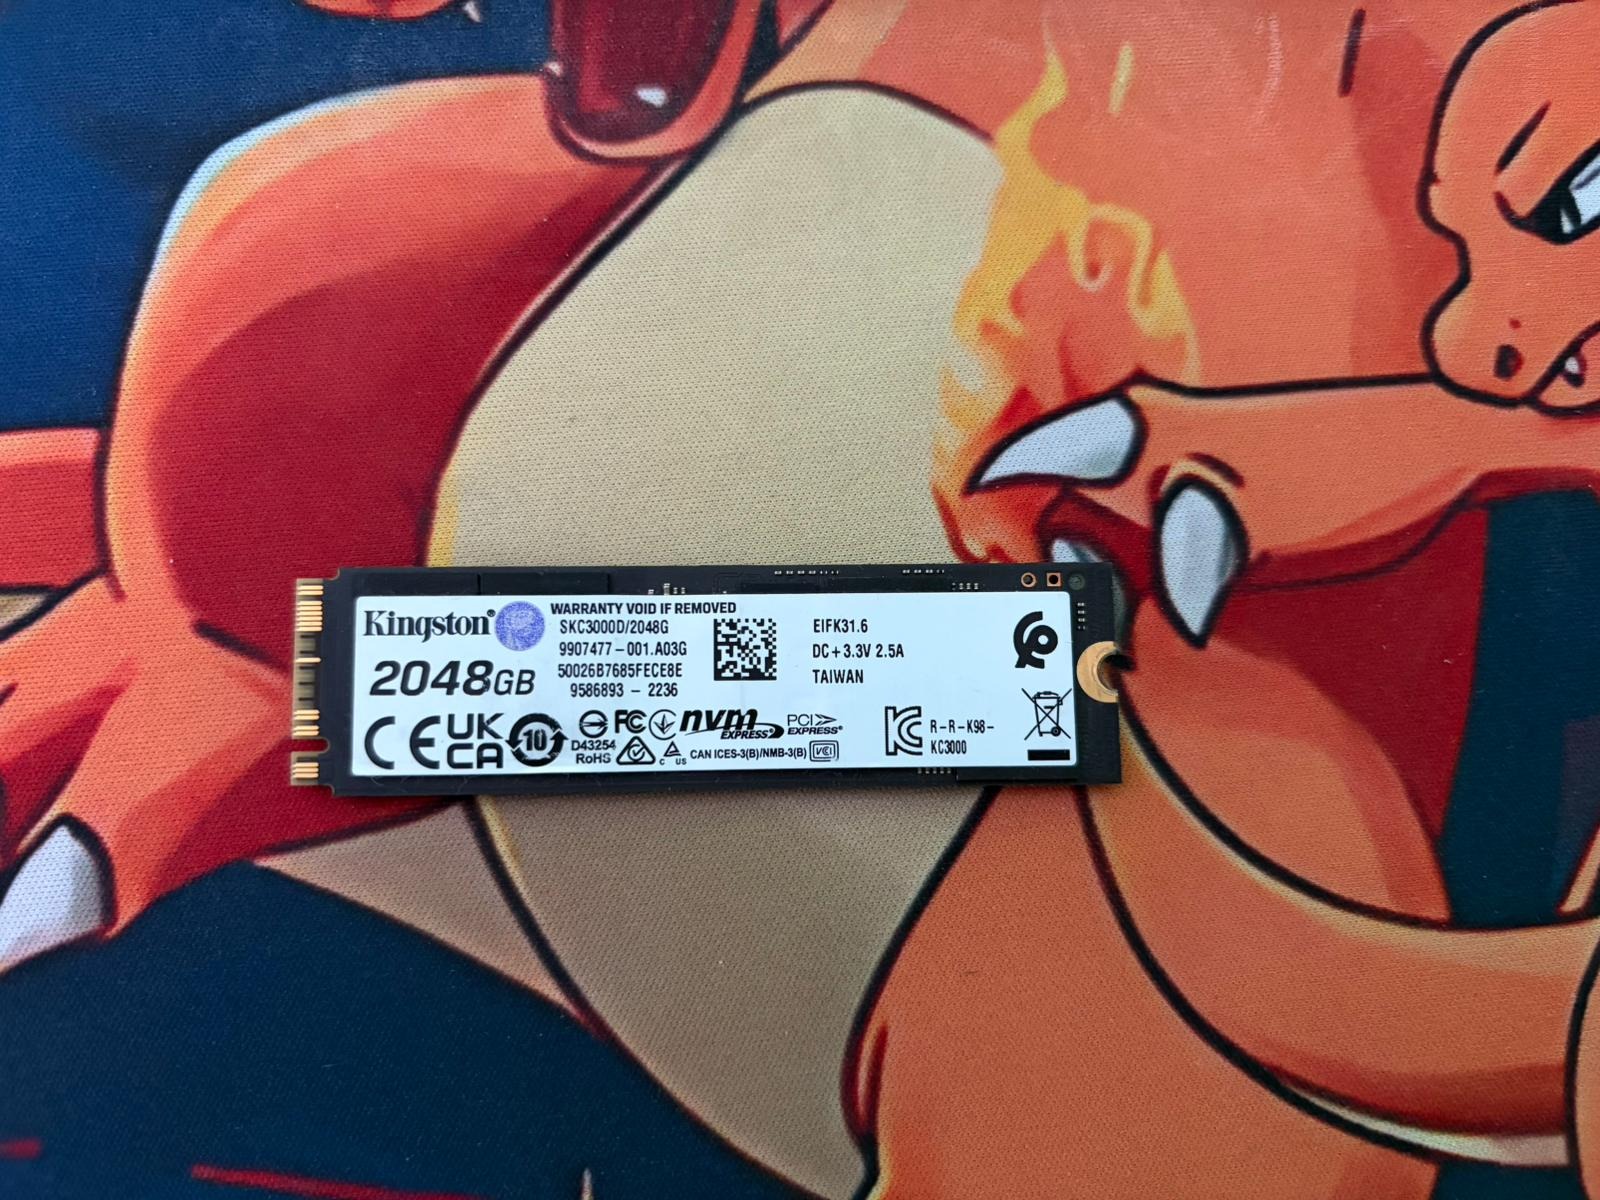 Kingston®
2048GB
WARRANTY VOID IF REMOVED
SKC3000D/2048G
9907477-001.A03G
50026B7685FECE8E
9586893 - 2236
EIFK31.6
DC+3.3V 2.5A
TAIWAN
CE UKCA 10
FC nvm EXPRESS PCI EXPRESS®
D43254
RoHS
C US CAN ICES-3(B)/NMB-3(B) VCI
R-R-K98-
KC3000